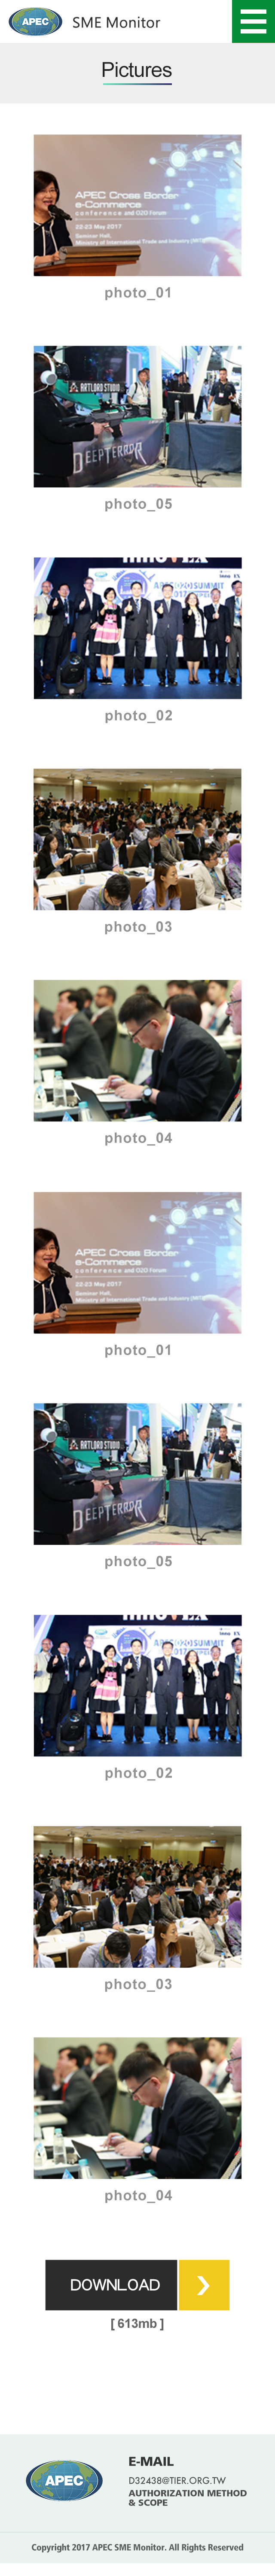 APEC
SME Monitor
Pictures
APEC Cross Border
e-Commerce
conference and O2O Forum
22-23 May 2017
Seminar Hall,
Ministry of International Trade and Industry
photo_01
ARTLORD STUDIO
DEEPTERROR
photo_05
SUMMIT
2017
photo_02
photo_03
photo_04
APEC Cross Border
e-Commerce
conference and O2O Forum
22-23 May 2017
Seminar Hall,
Ministry of International Trade and Industry
photo_01
ARTLORD STUDIO
DEEPTERROR
photo_05
SUMMIT
2017
photo_02
photo_03
photo_04
DOWNLOAD
[ 613mb ]
APEC
E-MAIL
D32438@TIER.ORG.TW
AUTHORIZATION METHOD
& SCOPE
Copyright 2017 APEC SME Monitor. All Rights Reserved